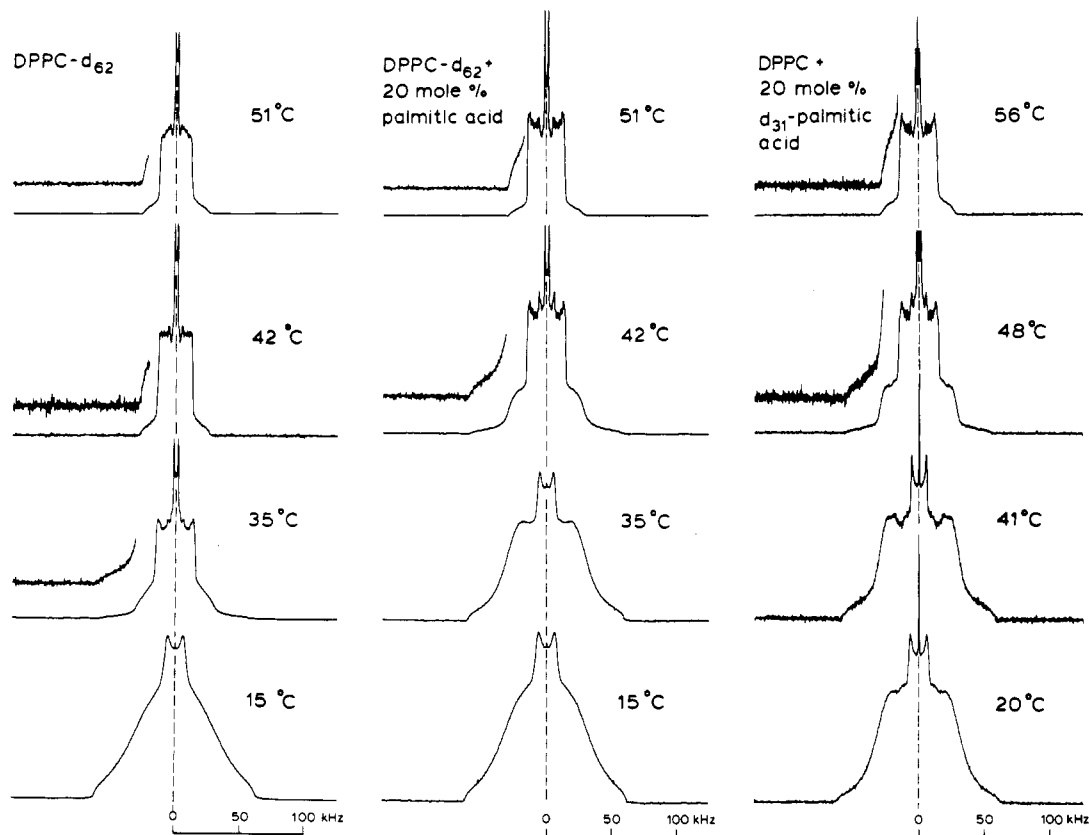 DPPC-d62
51°C
42°C
35°C
15°C
0 50 100 kHz
DPPC-d62+
20 mole %
palmitic acid
51°C
42°C
35°C
15°C
0 50 100 kHz
DPPC +
20 mole %
d31-palmitic
acid
56°C
48°C
41°C
20°C
0 50 100 kHz